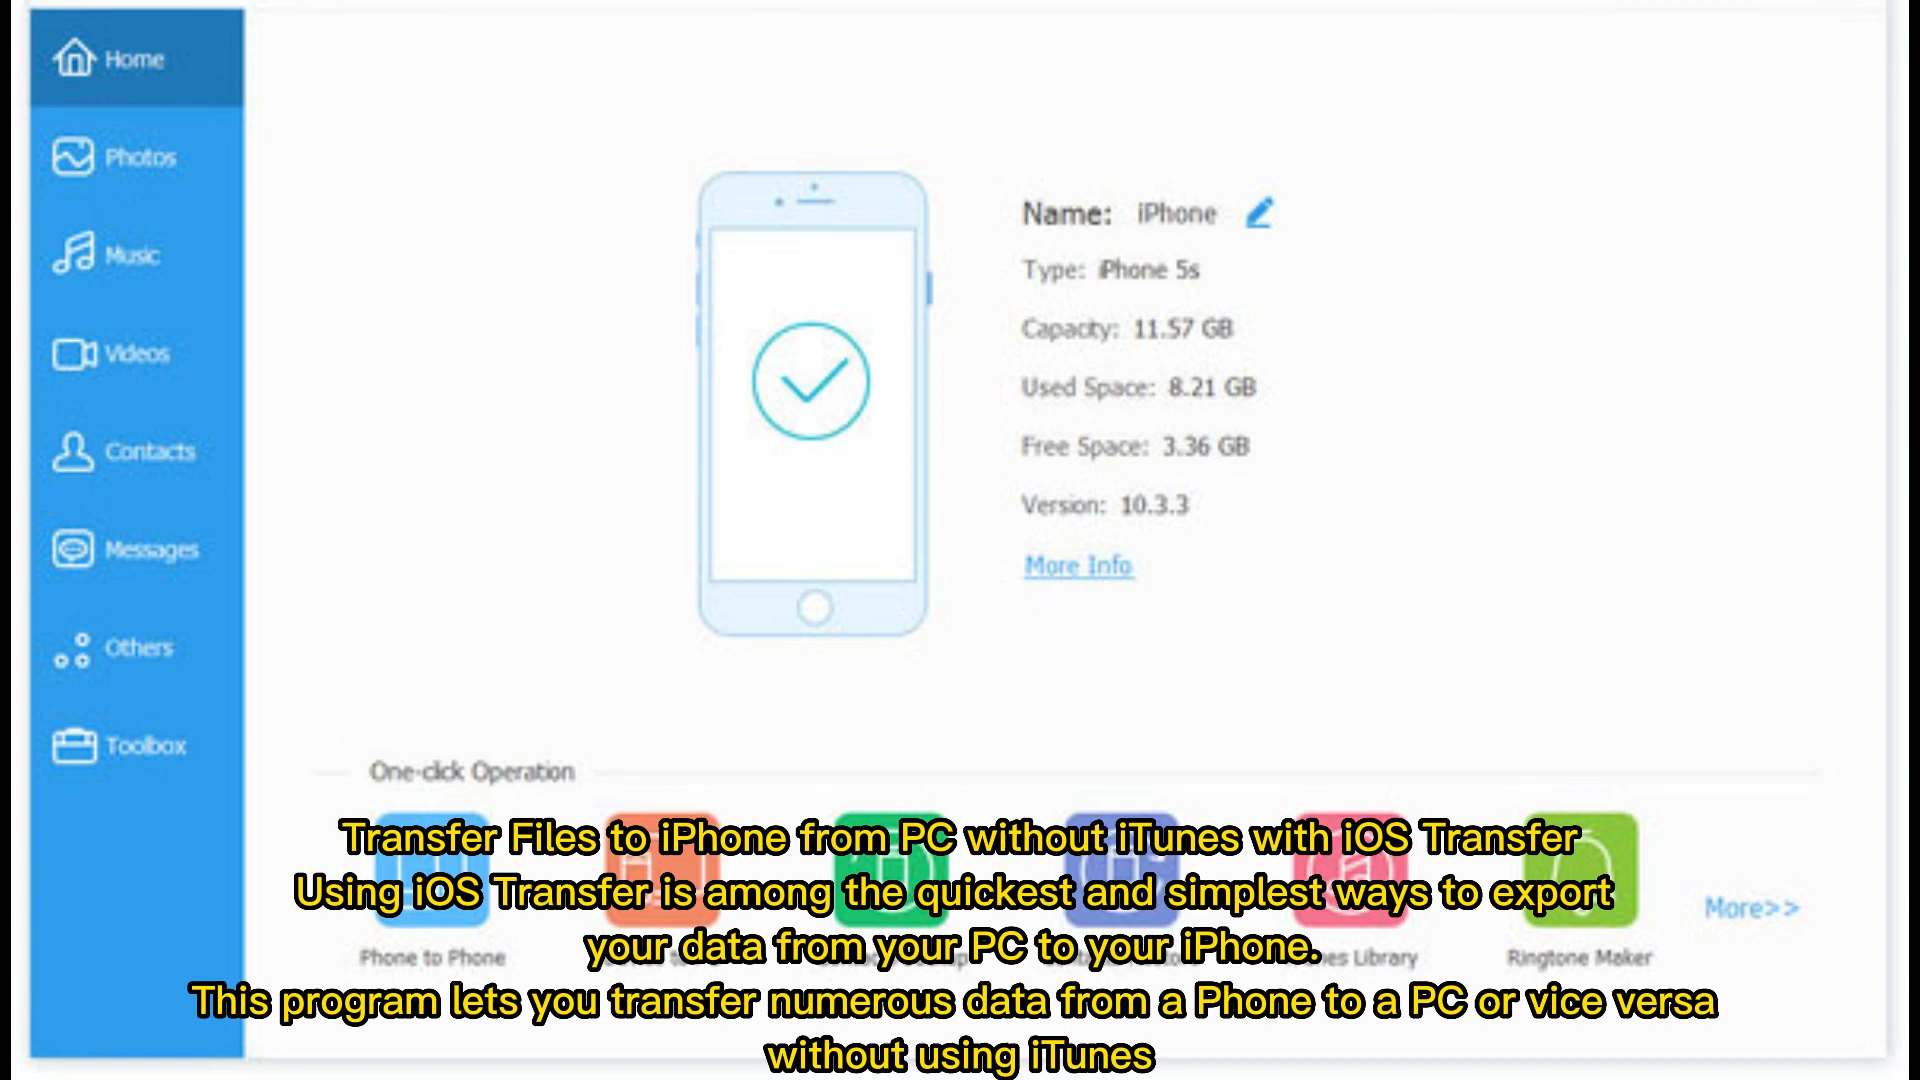 Home
Photos
Music
Videos
Contacts
Messages
Others
Toolbox
Name: iPhone
Type: iPhone 5s
Capacity: 11.57 GB
Used Space: 8.21 GB
Free Space: 3.36 GB
Version: 10.3.3
More Info
One-click Operation
Transfer Files to iPhone from PC without iTunes with iOS Transfer
Using iOS Transfer is among the quickest and simplest ways to export
your data from your PC to your iPhone.
This program lets you transfer numerous data from a Phone to a PC or vice versa
without using iTunes
More>>
Phone to Phone
Library
Ringtone Maker